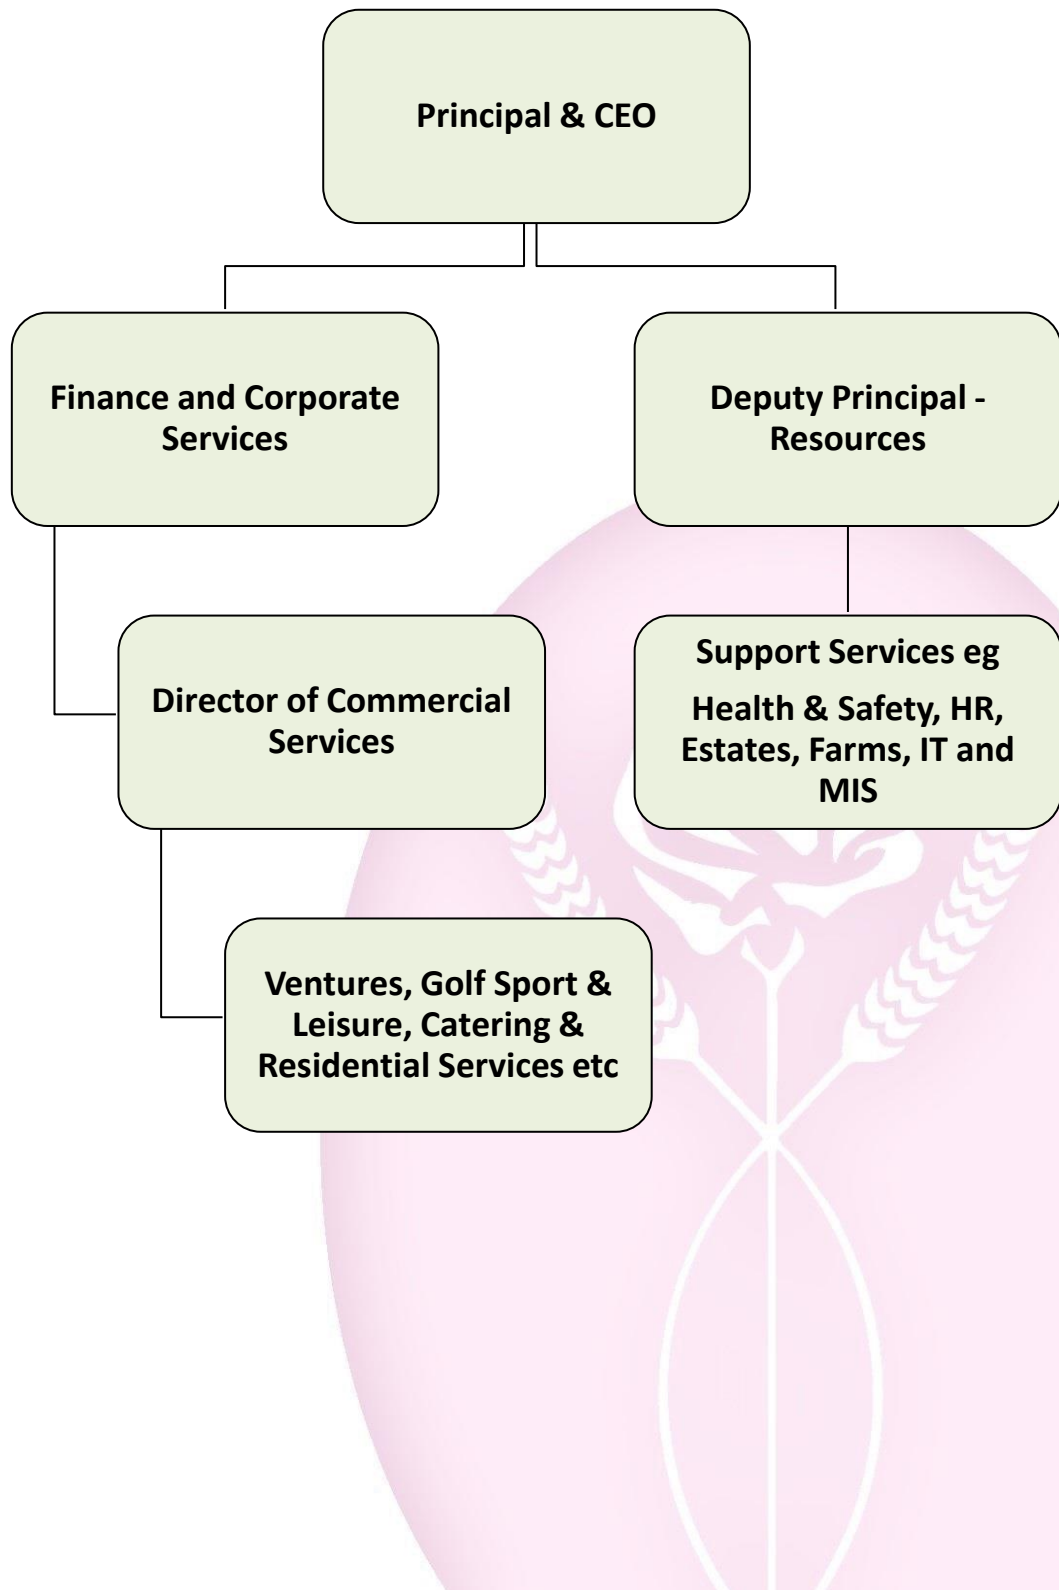 Principal & CEO
Finance and Corporate
Services
Deputy Principal -
Resources
Director of Commercial
Services
Support Services eg
Health & Safety, HR,
Estates, Farms, IT and
MIS
Ventures, Golf Sport &
Leisure, Catering &
Residential Services etc